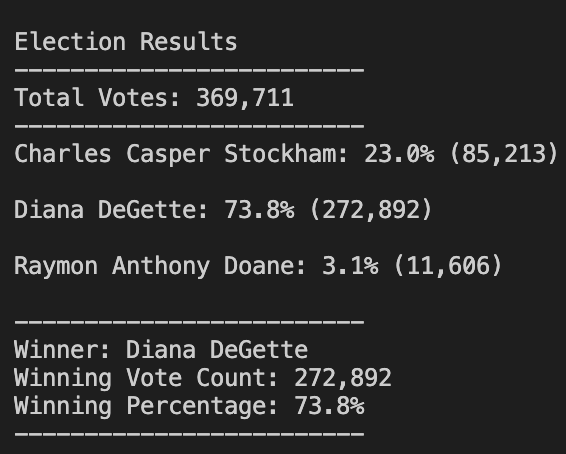 Election Results
-------------------------
Total Votes: 369,711
-------------------------
Charles Casper Stockham: 23.0% (85,213)
Diana DeGette: 73.8% (272,892)
Raymon Anthony Doane: 3.1% (11,606)
-------------------------
Winner: Diana DeGette
Winning Vote Count: 272,892
Winning Percentage: 73.8%
-------------------------